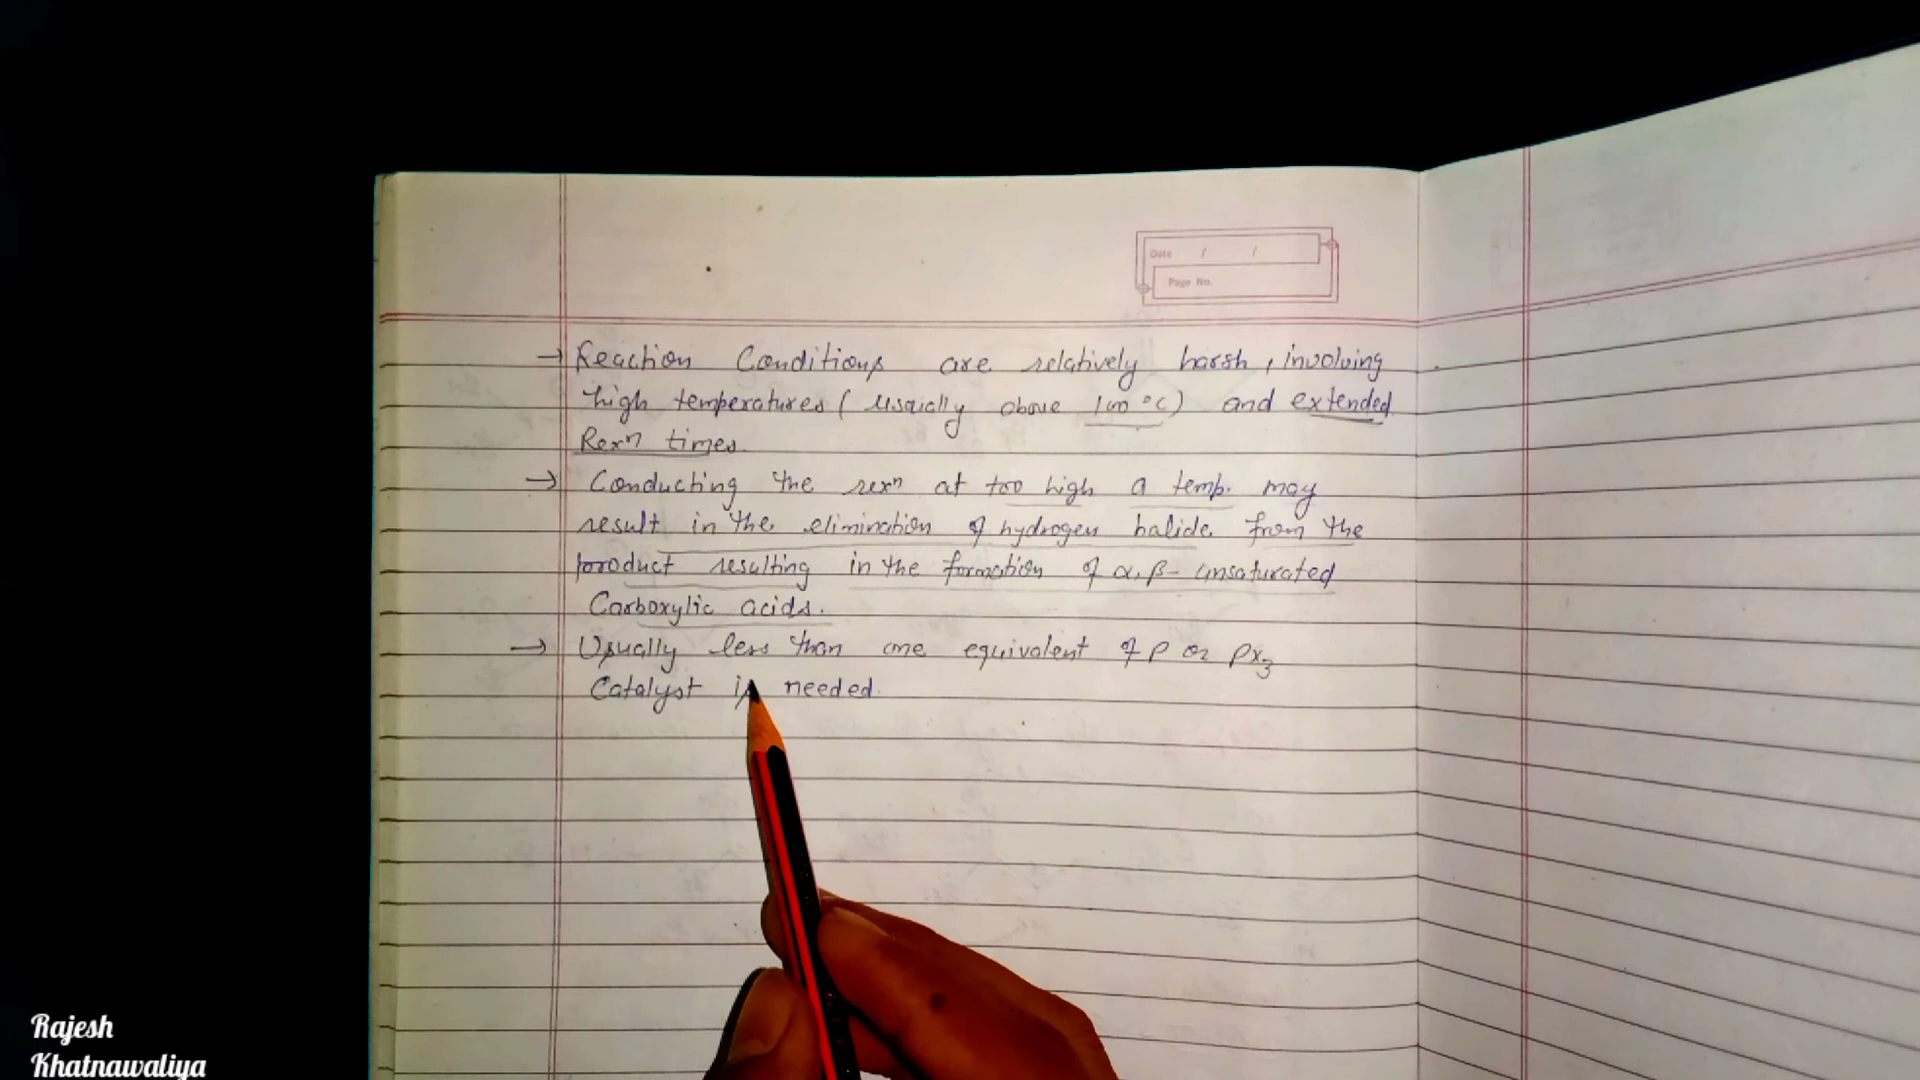 Date / /
Page No.
→ Reaction Conditions are relatively harsh, involving
high temperatures (usually above 100 °C) and extended
Rexn times.
→ Conducting the rexn at too high a temp. may
result in the elimination of hydrogen halide from the
product resulting in the formation of α, β- unsaturated
Carboxylic acids.
→ Usually less than one equivalent of P or PX3
Catalyst is needed.
Rajesh
Khatnawaliya